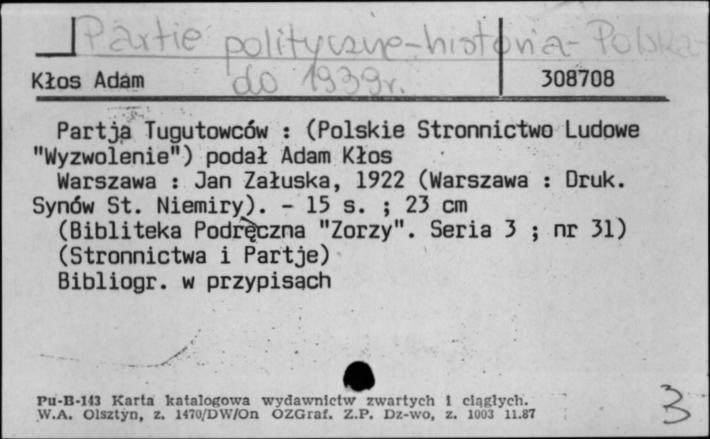 Partie polityczne-historia-Polska-
do 1939r.
Kłos Adam 308708
Partja Tugutowców : (Polskie Stronnictwo Ludowe
"Wyzwolenie") podał Adam Kłos
Warszawa : Jan Załuska, 1922 (Warszawa : Druk.
Synów St. Niemiry). - 15 s. ; 23 cm
(Bibliteka Podręczna "Zorzy". Seria 3 ; nr 31)
(Stronnictwa i Partje)
Bibliogr. w przypisach
Pu-B-143 Karta katalogowa wydawnictw zwartych i ciągłych.
W.A. Olsztyn, z. 1470/DW/On OZGraf. Z.P. Dz-wo, z. 1003 11.87
3